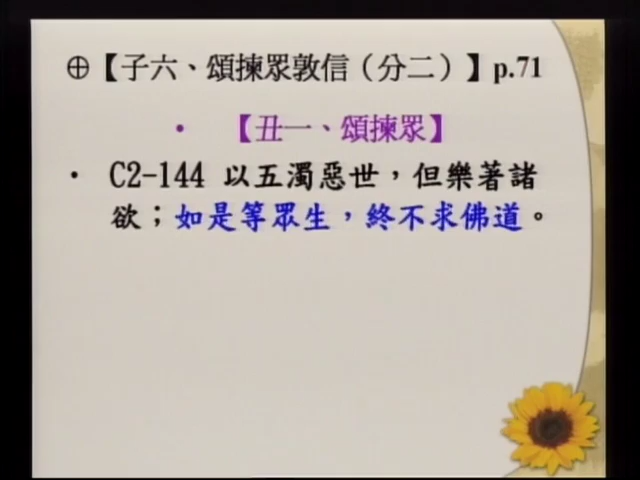 ⊕【子六、頌揀眾敦信（分二）】p.71
• 【丑一、頌揀眾】
• C2-144 以五濁惡世，但樂著諸
欲；如是等眾生，終不求佛道。